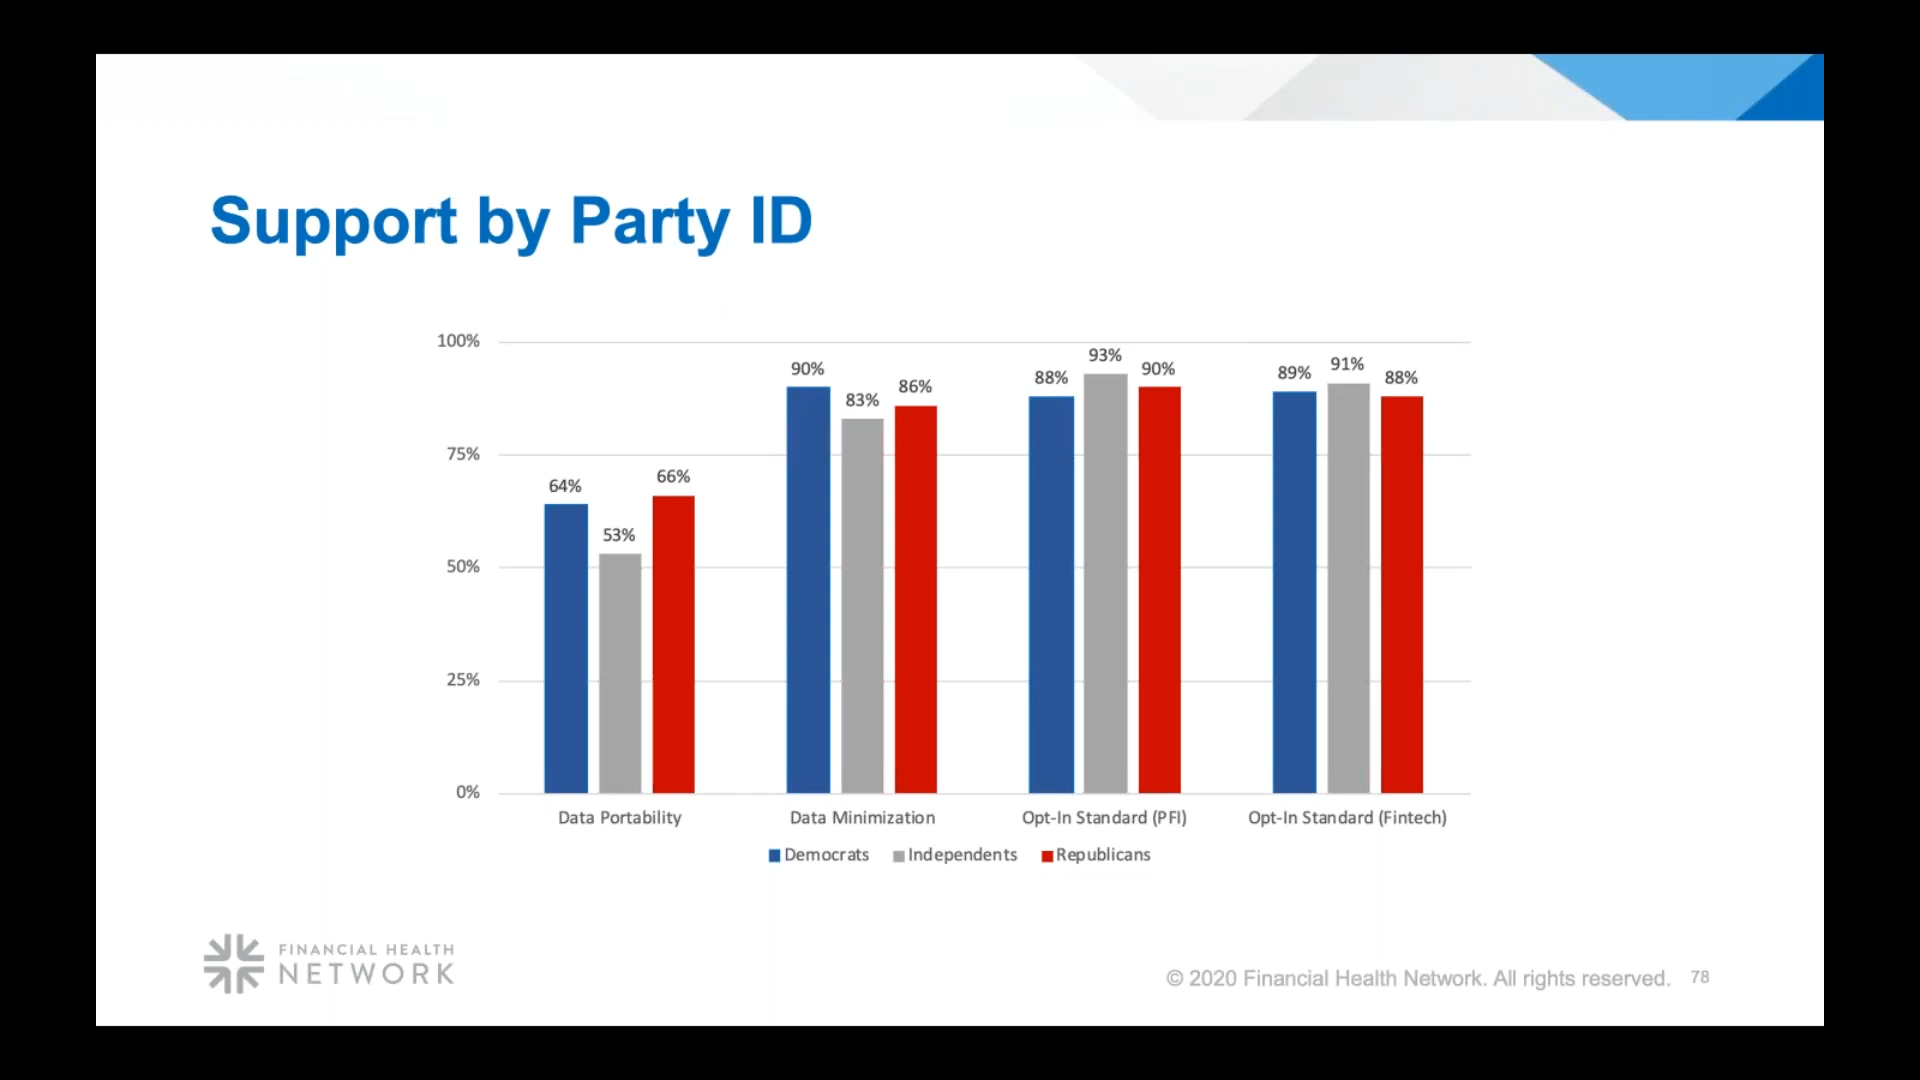 Support by Party ID
100%
75%
50%
25%
0%
64%
53%
66%
90%
83%
86%
88%
93%
90%
89%
91%
88%
Data Portability
Data Minimization
Opt-In Standard (PFI)
Opt-In Standard (Fintech)
Democrats Independents Republicans
FINANCIAL HEALTH
NETWORK
© 2020 Financial Health Network. All rights reserved. 78